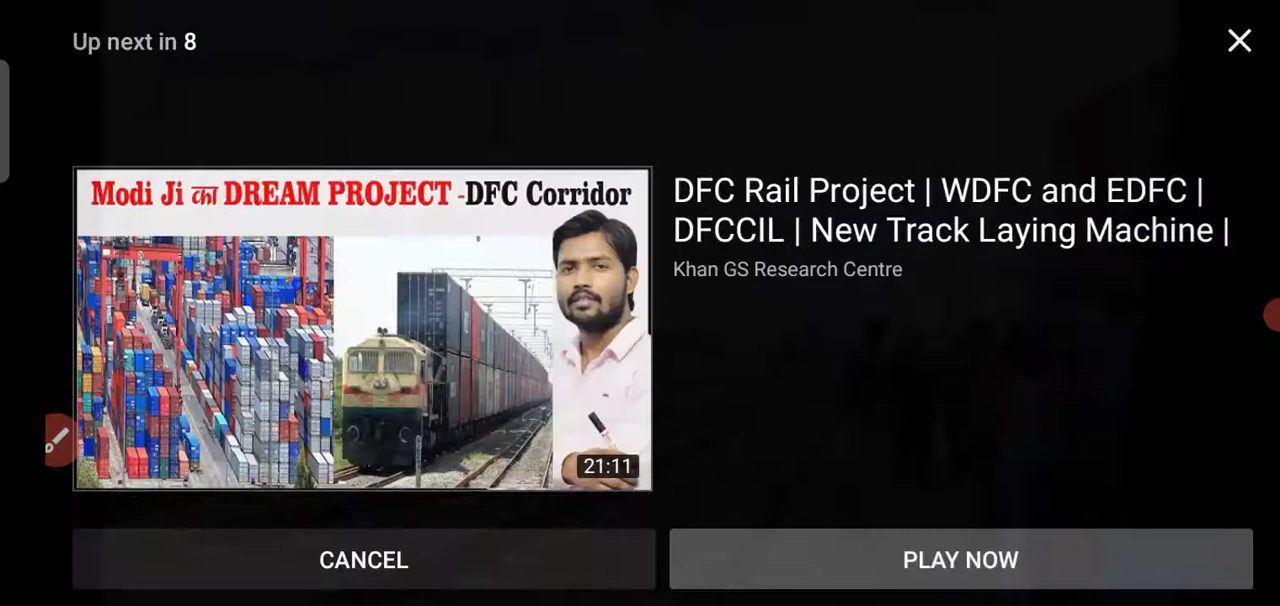 Up next in 8
Modi Ji का DREAM PROJECT -DFC Corridor
21:11
DFC Rail Project | WDFC and EDFC |
DFCCIL | New Track Laying Machine |
Khan GS Research Centre
CANCEL
PLAY NOW